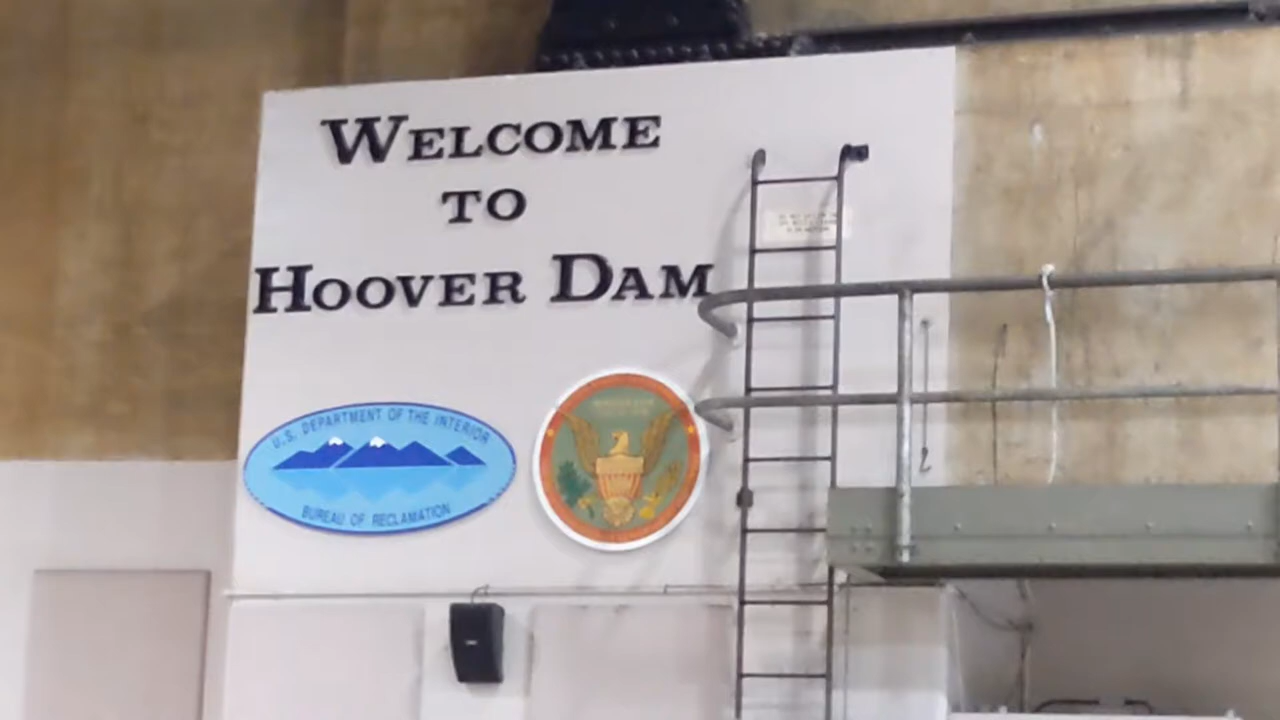 WELCOME
TO
HOOVER DAM
U.S. DEPARTMENT OF THE INTERIOR
BUREAU OF RECLAMATION